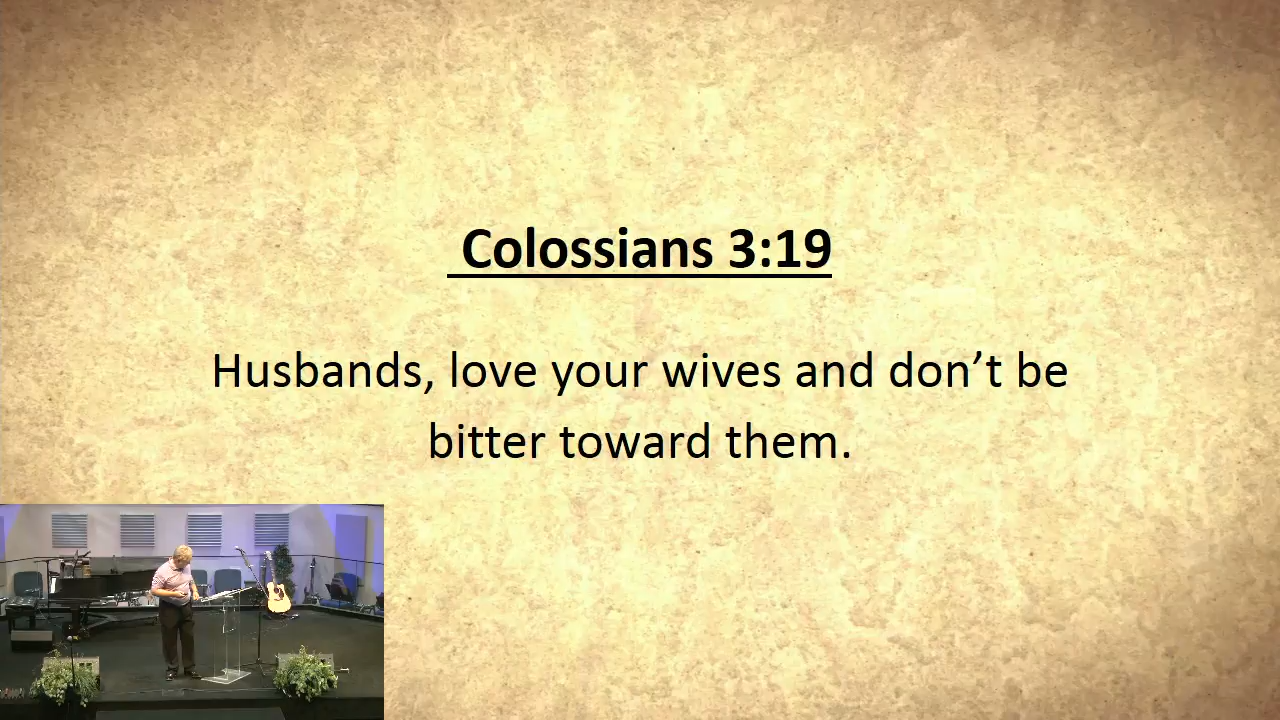 Colossians 3:19
Husbands, love your wives and don’t be
bitter toward them.